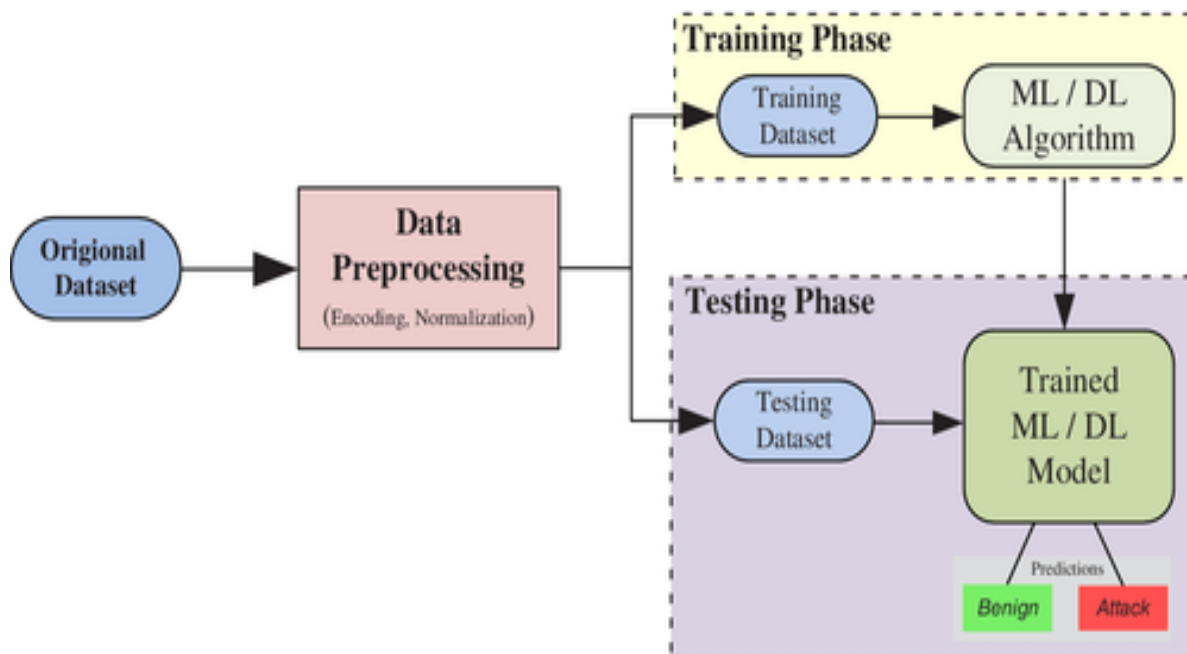 Training Phase
Training
Dataset
ML / DL
Algorithm
Origional
Dataset
Data
Preprocessing
(Encoding, Normalization)
Testing Phase
Testing
Dataset
Trained
ML / DL
Model
Predictions
Benign
Attack